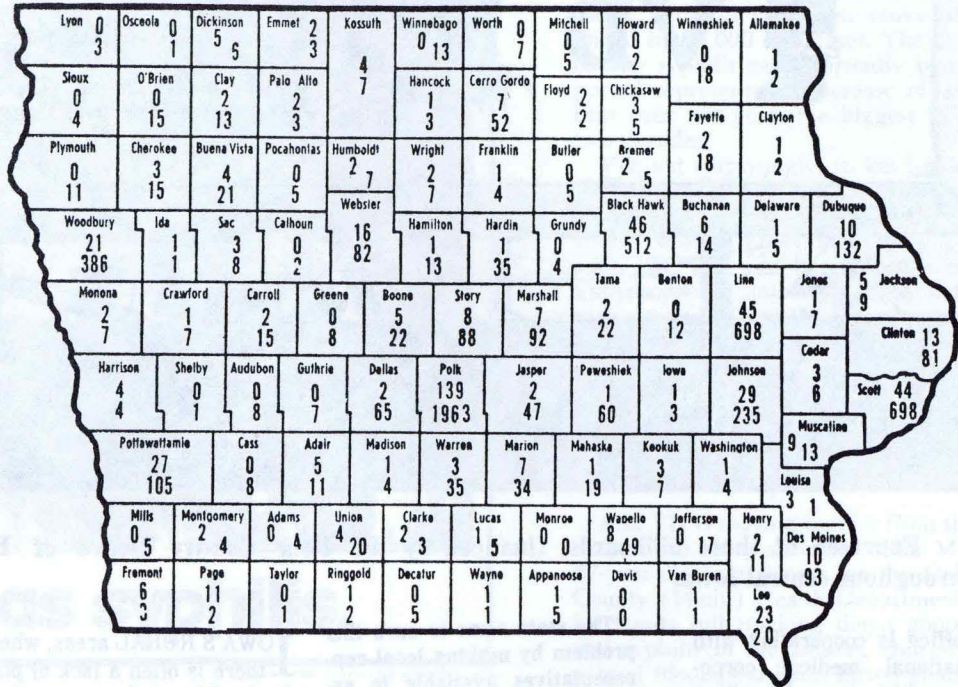 Lyon 0
3
Osceola 0
1
Dickinson
5
6
Emmet 2
3
Kossuth
4
7
Winnebago
0
13
Worth 0
7
Mitchell
0
5
Howard
0
2
Winneshiek
0
18
Allamakee
1
2
Sioux
0
4
O'Brien
0
15
Clay
2
13
Palo Alto
2
3
Hancock
1
3
Cerro Gordo
7
52
Floyd 2
2
Chickasaw
3
5
Fayette
2
18
Clayton
1
2
Plymouth
0
11
Cherokee
3
15
Buena Vista
4
21
Pocahontas
0
5
Humboldt
2 7
Wright
2
7
Franklin
1
4
Butler
0
5
Bremer
2 5
Woodbury
21
386
Ida
1
1
Sac
3
8
Calhoun
0
2
Webster
16
82
Hamilton
1
13
Hardin
1
35
Grundy
0
4
Black Hawk
46
512
Buchanan
6
14
Delaware
1
5
Dubuque
10
132
Monona
2
7
Crawford
1
7
Carroll
2
15
Greene
0
8
Boone
5
22
Story
8
88
Marshall
7
92
Tama
2
22
Benton
0
12
Linn
45
698
Jones
2
7
Jackson
5
9
Clinton 13
81
Cedar
3
6
Scott 44
698
Harrison
4
4
Shelby
0
1
Audubon
0
8
Guthrie
0
7
Dallas
2
65
Polk
139
1963
Jasper
2
47
Poweshiek
1
60
Iowa
1
3
Johnson
29
235
Muscatine
9
13
Pottawattamie
27
105
Cass
0
8
Adair
5
11
Madison
1
4
Warren
3
35
Marion
7
34
Mahaska
1
19
Keokuk
3
7
Washington
1
4
Louisa
3 1
Mills
0 5
Montgomery
2 7
Adams
0 4
Union
4 20
Clarke
2 7
Lucas
1 10
Monroe
0 0
Wapello
8 49
Jefferson
0 17
Henry
2
11
Des Moines
10
93
Fremont
6
3
Page
1
2
Taylor
0
1
Ringgold
2
2
Decatur
0
5
Wayne
1
1
Appanoose
1
5
Davis
0
0
Van Buren
1
1
Lee
23
20
OWA'S RURAL areas, whe
there is often a lack of